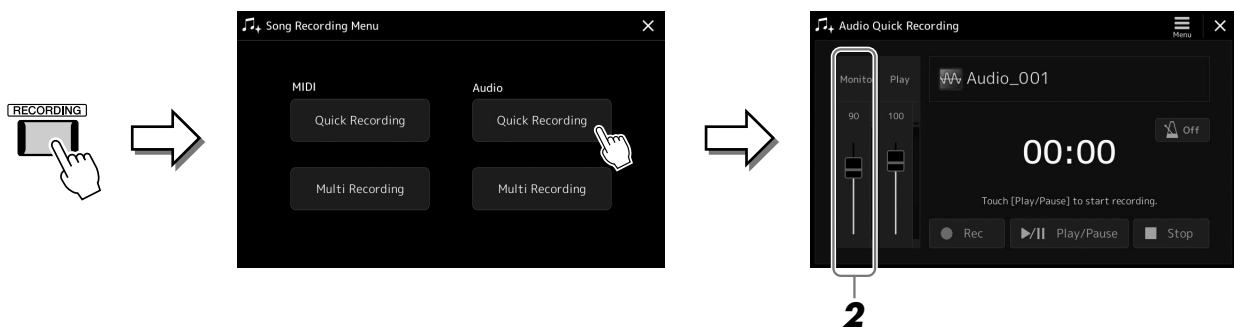 RECORDING
Song Recording Menu
MIDI
Audio
Quick Recording
Quick Recording
Multi Recording
Multi Recording
Audio Quick Recording
Menu
Monito
Play
Audio_001
90
100
Off
00:00
Touch [Play/Pause] to start recording.
Rec
Play/Pause
Stop
2